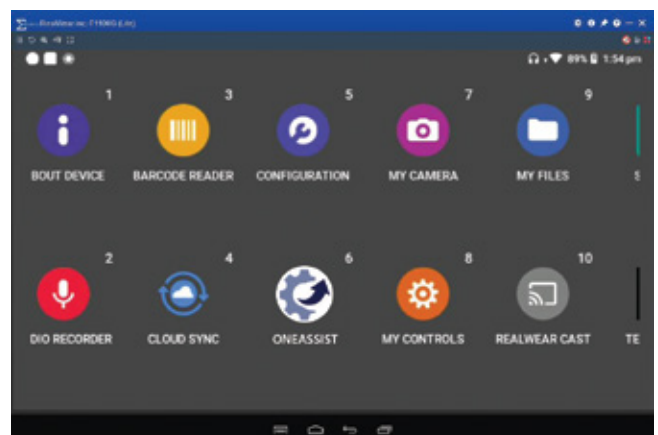 89% 1:54 pm
1 3 5 7 9
BOUT DEVICE BARCODE READER CONFIGURATION MY CAMERA MY FILES S
2 4 6 8 10
DIO RECORDER CLOUD SYNC ONEASSIST MY CONTROLS REALWEAR CAST TE